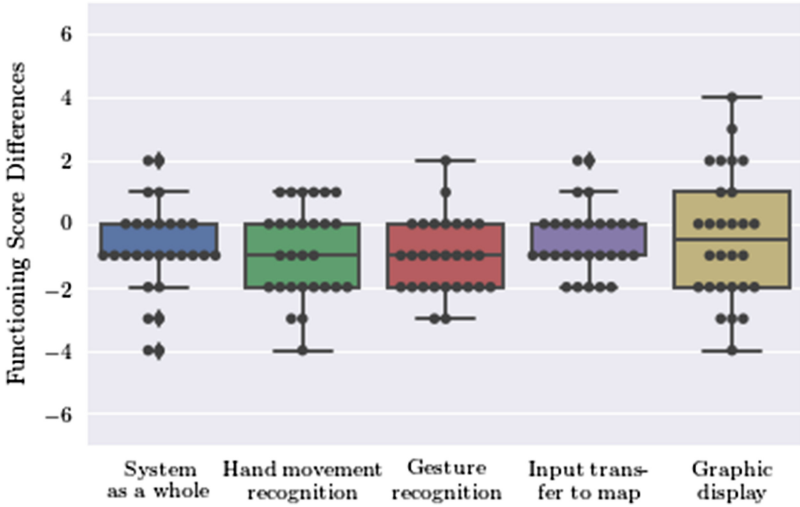 Functioning Score Differences
6
4
2
0
−2
−4
−6
System
as a whole
Hand movement
recognition
Gesture
recognition
Input trans-
fer to map
Graphic
display